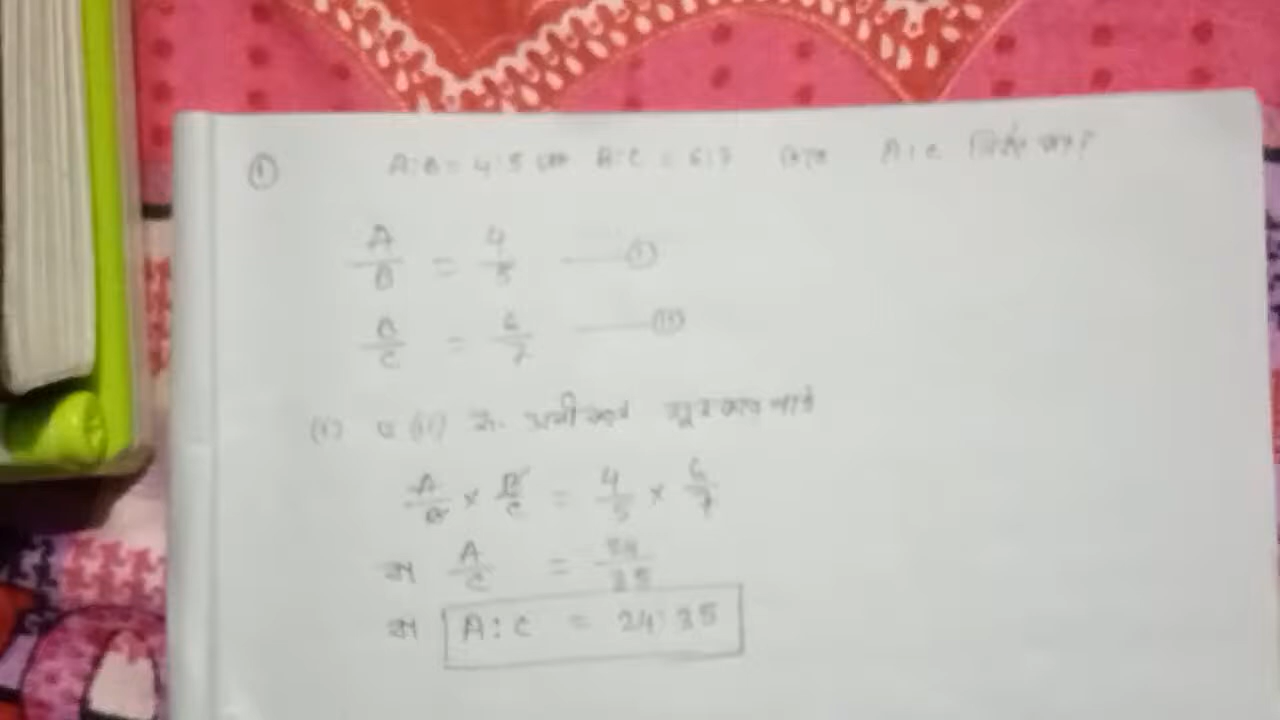 ① A:B = 4:5 B:C = 6:7 A:C
A/B = 4/5 —— (i)
B/C = 6/7 —— (ii)
(i) ও (ii) নং
A/B × B/C = 4/5 × 6/7
বা A/C = 24/35
বা A:C = 24:35